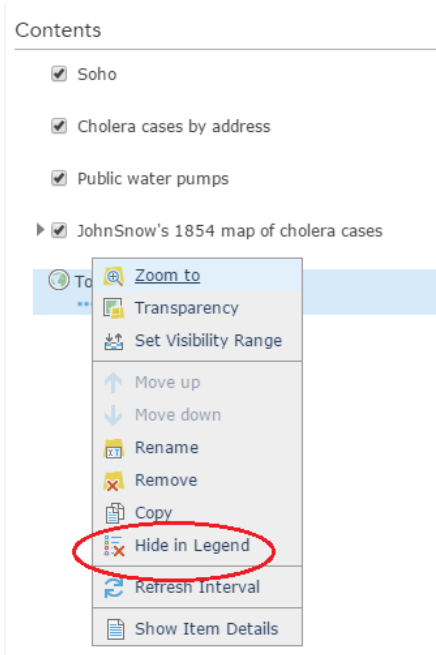 Contents
Soho
Cholera cases by address
Public water pumps
JohnSnow's 1854 map of cholera cases
To
Zoom to
Transparency
Set Visibility Range
Move up
Move down
Rename
Remove
Copy
Hide in Legend
Refresh Interval
Show Item Details